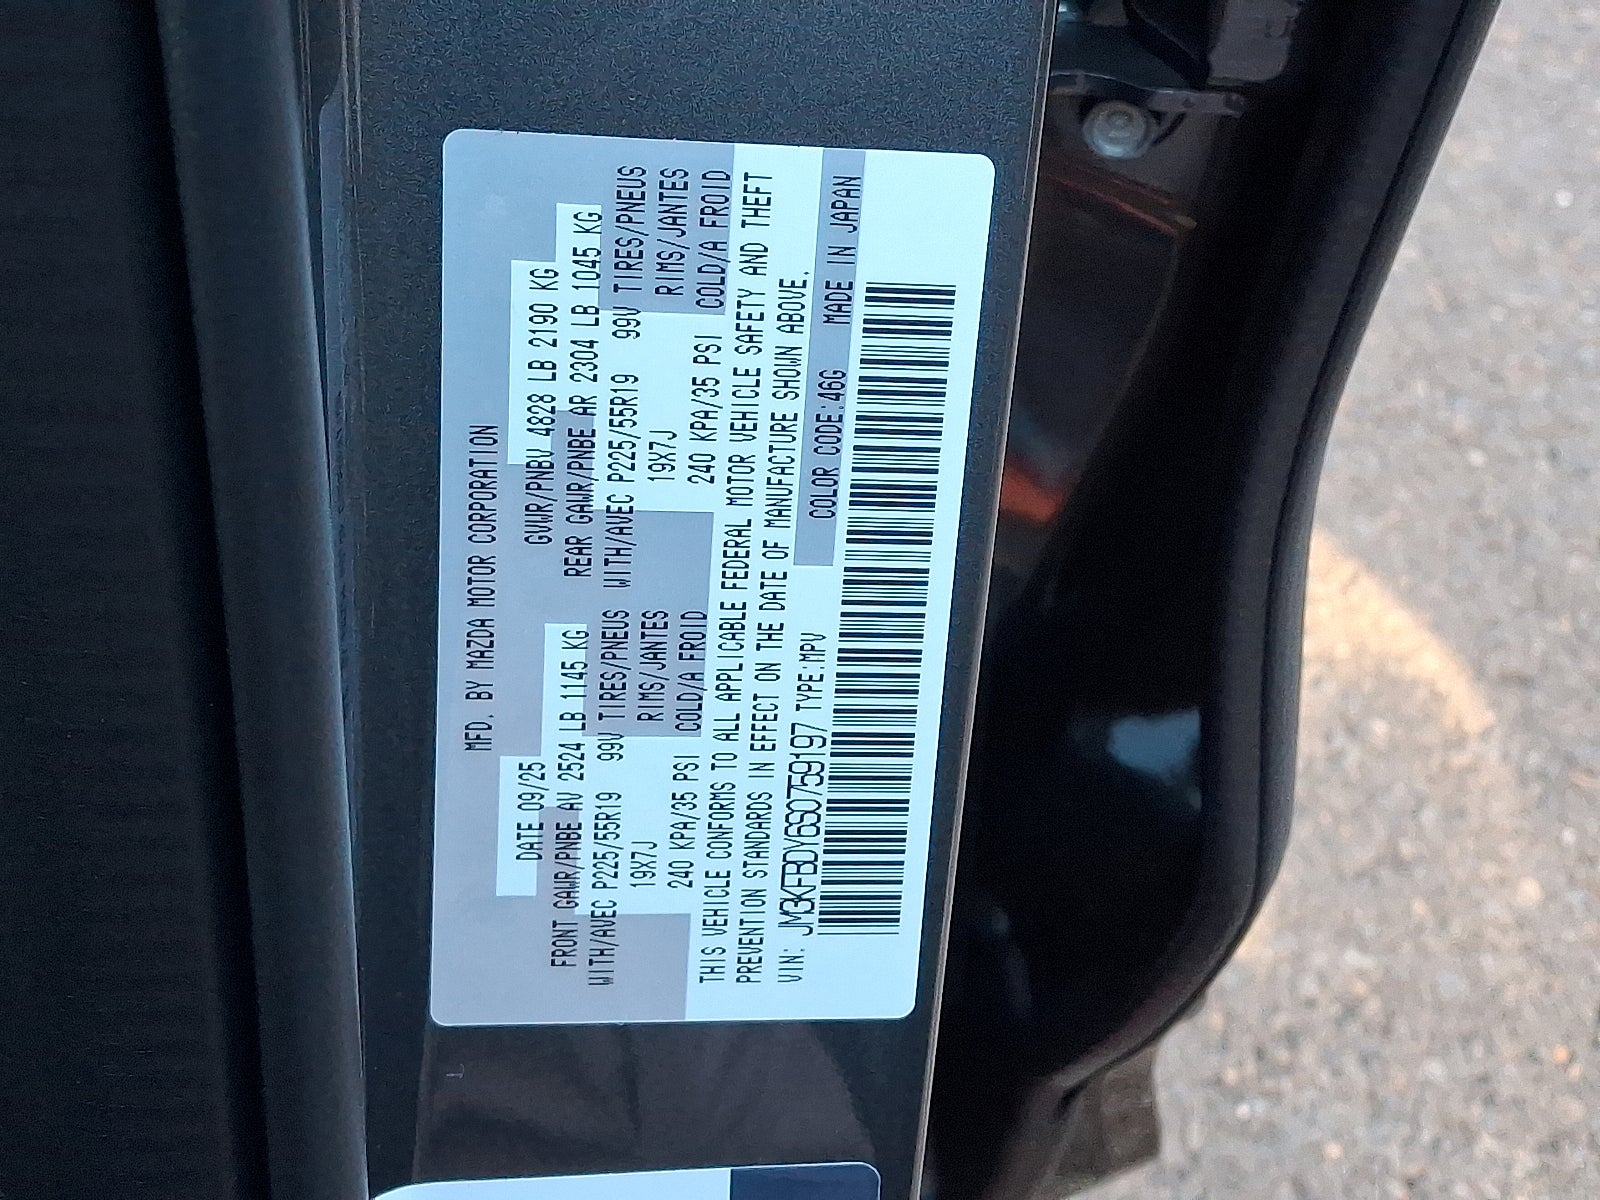 MFD. BY MAZDA MOTOR CORPORATION
DATE 09/25 GVWR/PNBV 4828 LB 2190 KG
FRONT GAWR/PNBE AV 2524 LB 1145 KG REAR GAWR/PNBE AR 2304 LB 1045 KG
WITH/AVEC P225/55R19 99V TIRES/PNEUS WITH/AVEC P225/55R19 99V TIRES/PNEUS
19X7J RIMS/JANTES 19X7J RIMS/JANTES
240 KPA/35 PSI COLD/A FROID 240 KPA/35 PSI COLD/A FROID
THIS VEHICLE CONFORMS TO ALL APPLICABLE FEDERAL MOTOR VEHICLE SAFETY AND THEFT
PREVENTION STANDARDS IN EFFECT ON THE DATE OF MANUFACTURE SHOWN ABOVE.
VIN: JM3KFBDY6S0759197 TYPE:MPV COLOR CODE:46G MADE IN JAPAN